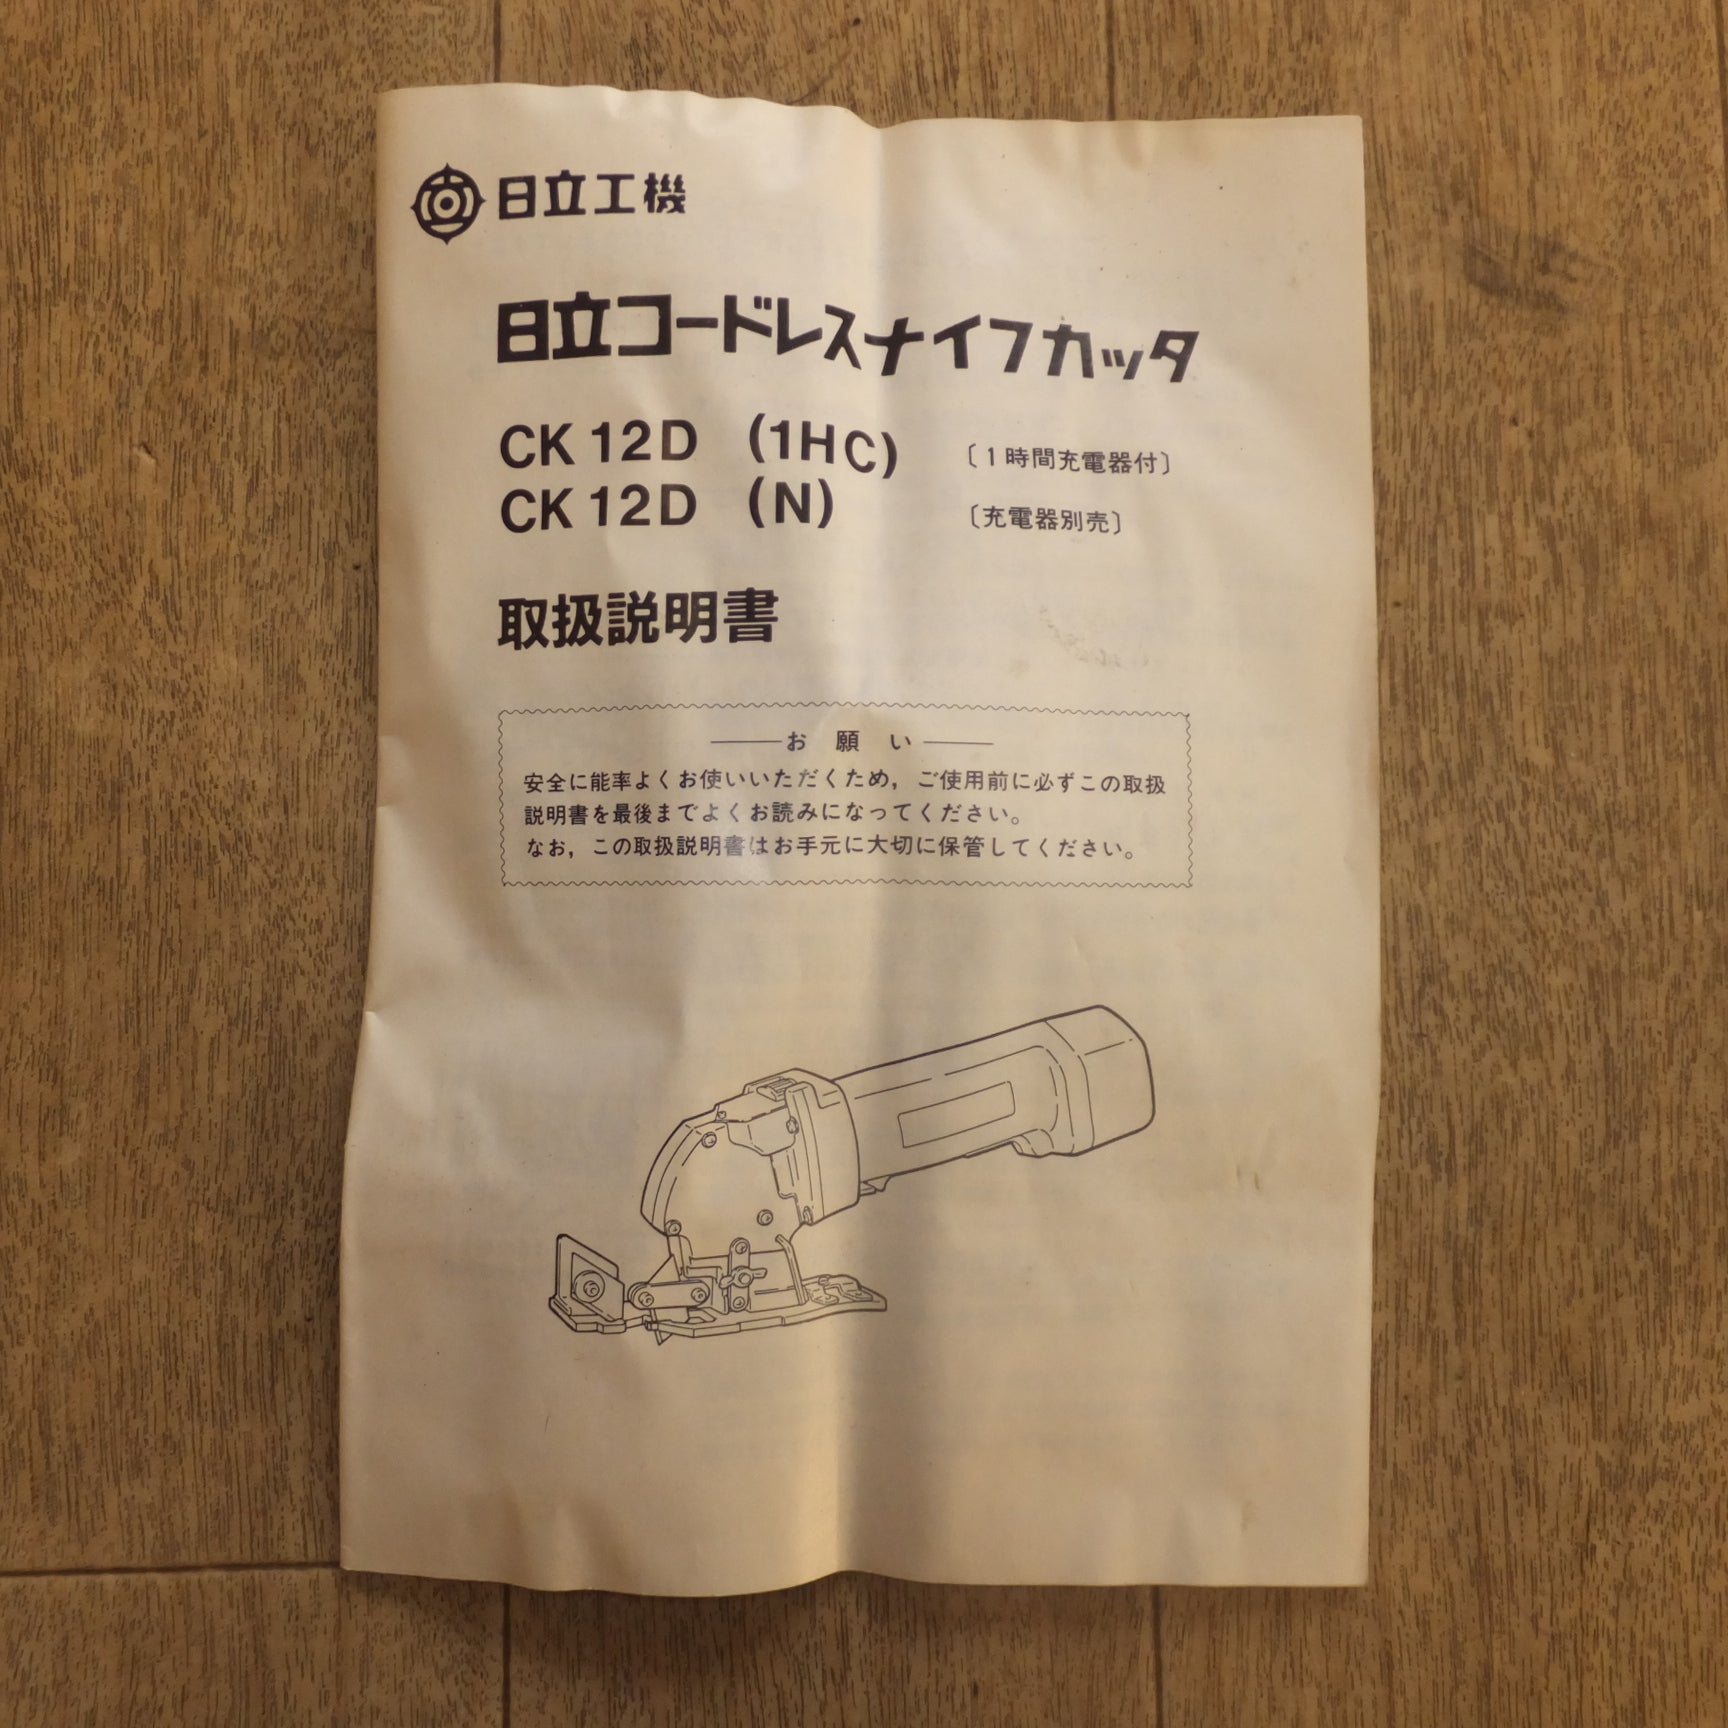 日立工機
日立コードレスナイフカッタ
CK12D (1HC) 〔1時間充電器付〕
CK12D (N) 〔充電器別売〕
取扱説明書
お願い
安全に能率よくお使いいただくため，ご使用前に必ずこの取扱
説明書を最後までよくお読みになってください。
なお，この取扱説明書はお手元に大切に保管してください。